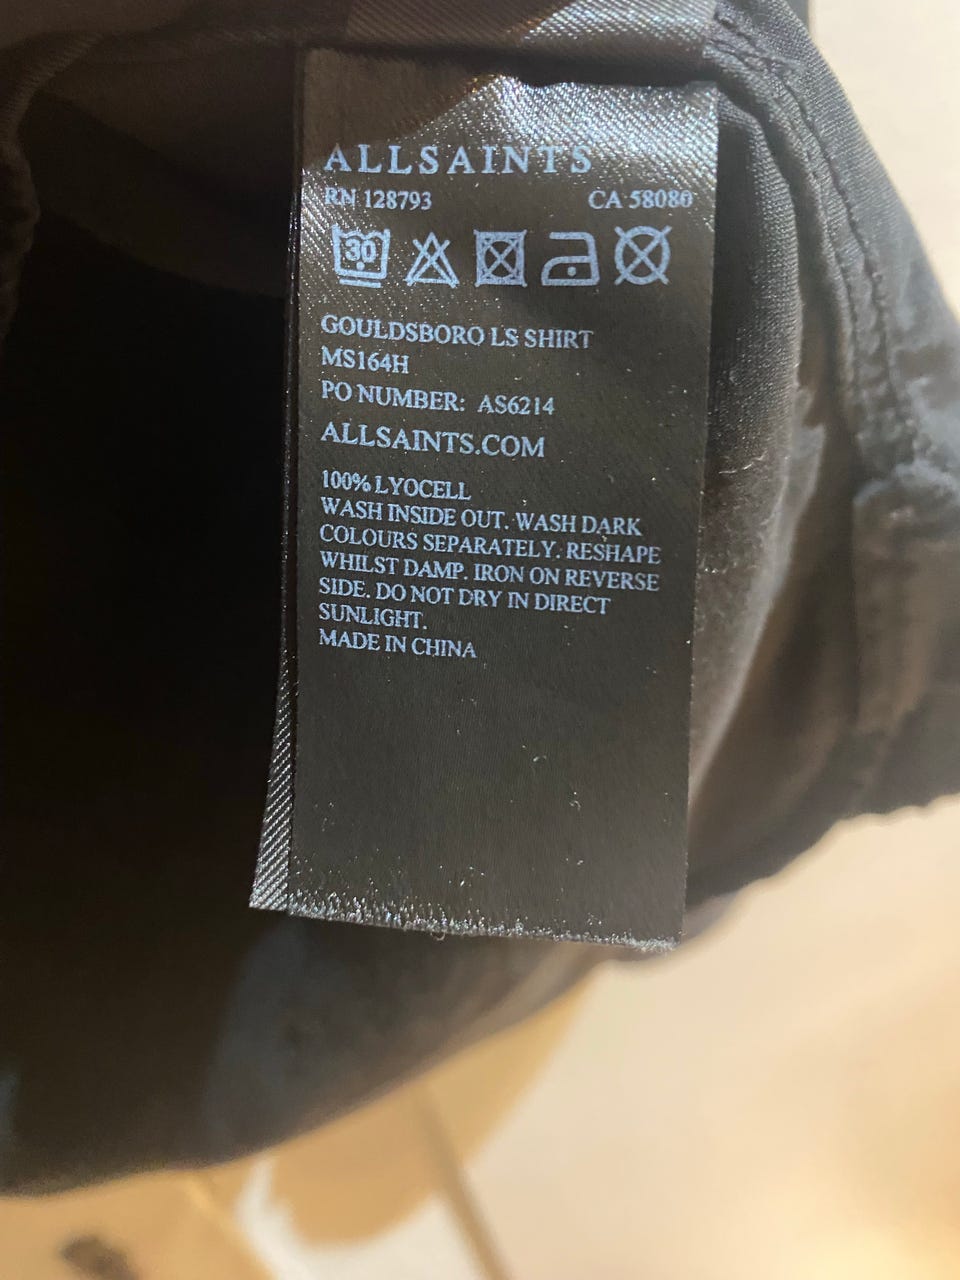 ALLSAINTS
RN 128793 CA 58080
30
GOULDSBORO LS SHIRT
MS164H
PO NUMBER: AS6214
ALLSAINTS.COM
100% LYOCELL
WASH INSIDE OUT. WASH DARK
COLOURS SEPARATELY. RESHAPE
WHILST DAMP. IRON ON REVERSE
SIDE. DO NOT DRY IN DIRECT
SUNLIGHT.
MADE IN CHINA